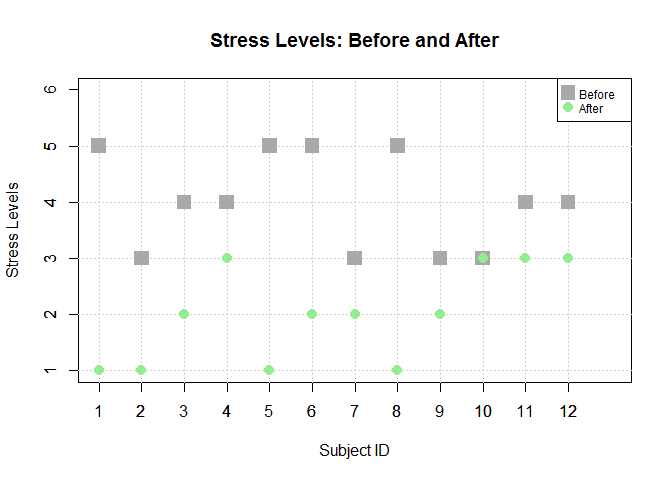 Stress Levels: Before and After
Before
After
Stress Levels
6
5
4
3
2
1
1 2 3 4 5 6 7 8 9 10 11 12
Subject ID